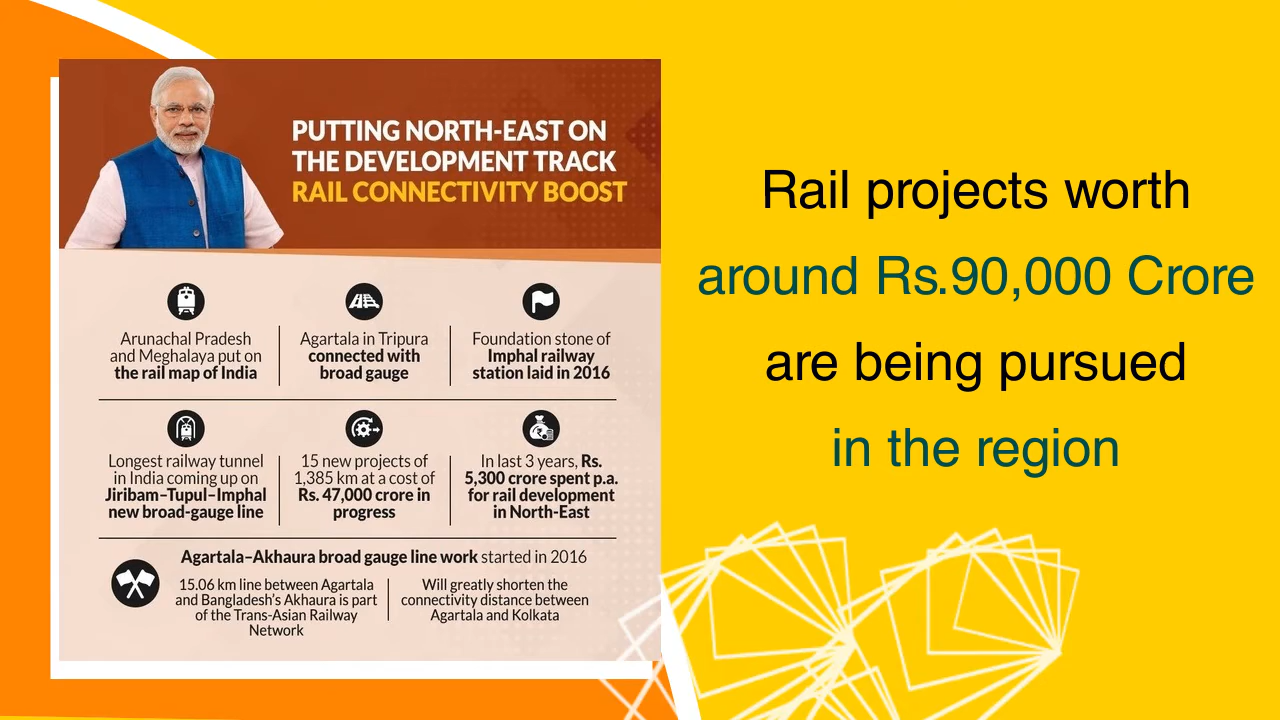 PUTTING NORTH-EAST ON
THE DEVELOPMENT TRACK
RAIL CONNECTIVITY BOOST
Arunachal Pradesh
and Meghalaya put on
the rail map of India
Agartala in Tripura
connected with
broad gauge
Foundation stone of
Imphal railway
station laid in 2016
Longest railway tunnel
in India coming up on
Jiribam–Tupul–Imphal
new broad-gauge line
15 new projects of
1,385 km at a cost of
Rs. 47,000 crore in
progress
In last 3 years, Rs.
5,300 crore spent p.a.
for rail development
in North-East
Agartala–Akhaura broad gauge line work started in 2016
15.06 km line between Agartala
and Bangladesh's Akhaura is part
of the Trans-Asian Railway
Network
Will greatly shorten the
connectivity distance between
Agartala and Kolkata
Rail projects worth
around Rs.90,000 Crore
are being pursued
in the region